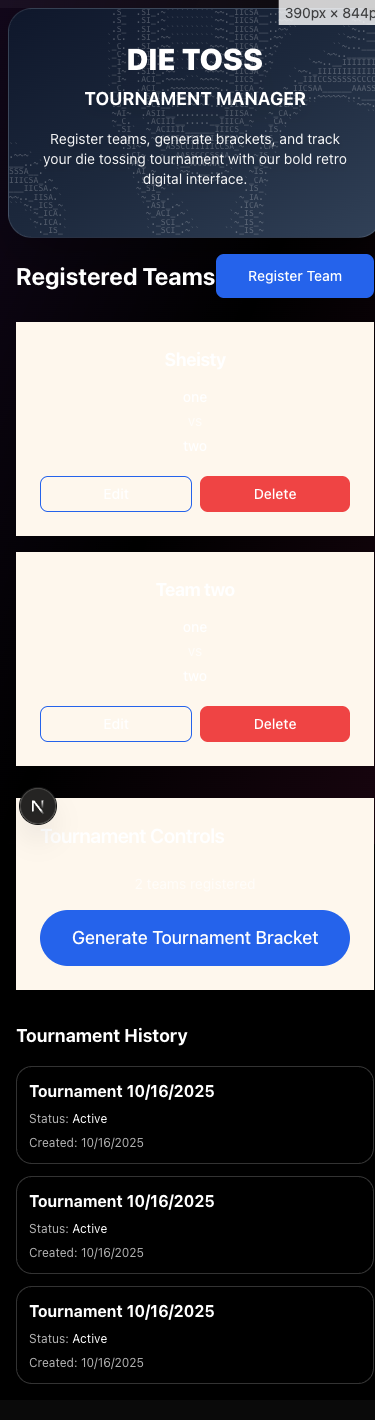 390px × 844p
DIE TOSS
TOURNAMENT MANAGER
Register teams, generate brackets, and track
your die tossing tournament with our bold retro
digital interface.
Registered Teams
Register Team
Sheisty
one
vs
two
Edit
Delete
Team two
one
vs
two
Edit
Delete
N
Tournament Controls
2 teams registered
Generate Tournament Bracket
Tournament History
Tournament 10/16/2025
Status: Active
Created: 10/16/2025
Tournament 10/16/2025
Status: Active
Created: 10/16/2025
Tournament 10/16/2025
Status: Active
Created: 10/16/2025